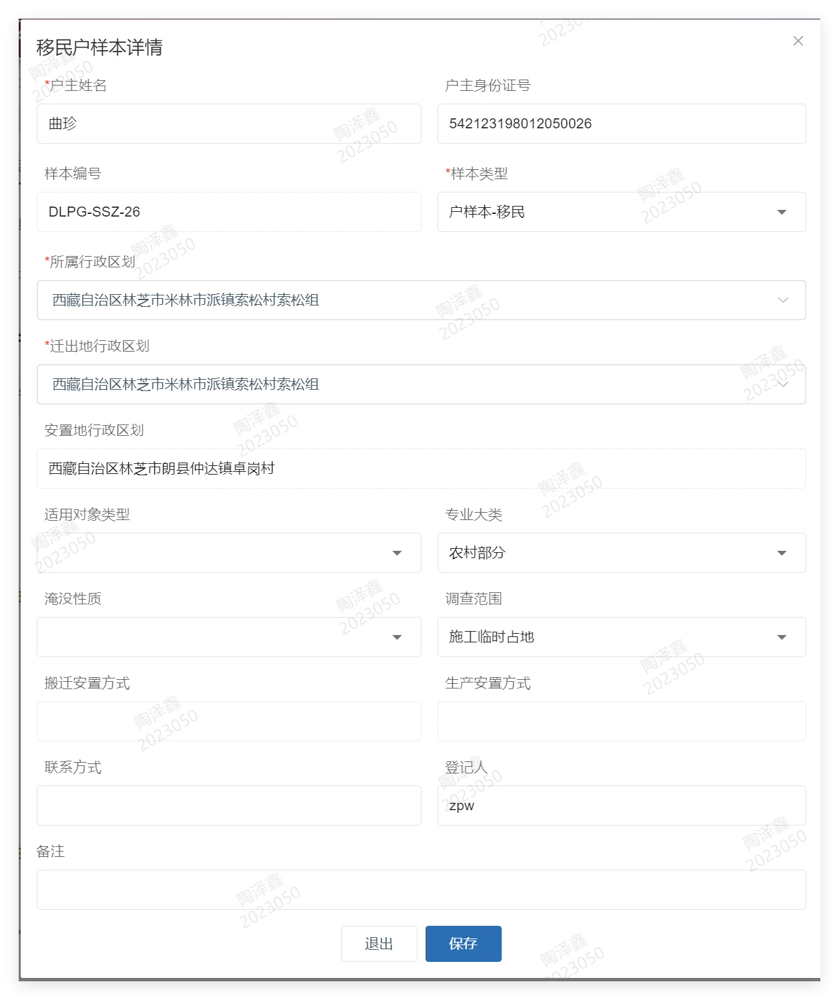 移民户样本详情
*户主姓名
户主身份证号
曲珍
542123198012050026
样本编号
*样本类型
DLPG-SSZ-26
户样本-移民
*所属行政区划
西藏自治区林芝市米林市派镇索松村索松组
*迁出地行政区划
西藏自治区林芝市米林市派镇索松村索松组
安置地行政区划
西藏自治区林芝市朗县仲达镇卓岗村
适用对象类型
专业大类
农村部分
淹没性质
调查范围
施工临时占地
搬迁安置方式
生产安置方式
联系方式
登记人
zpw
备注
退出
保存
陶泽鑫
2023050